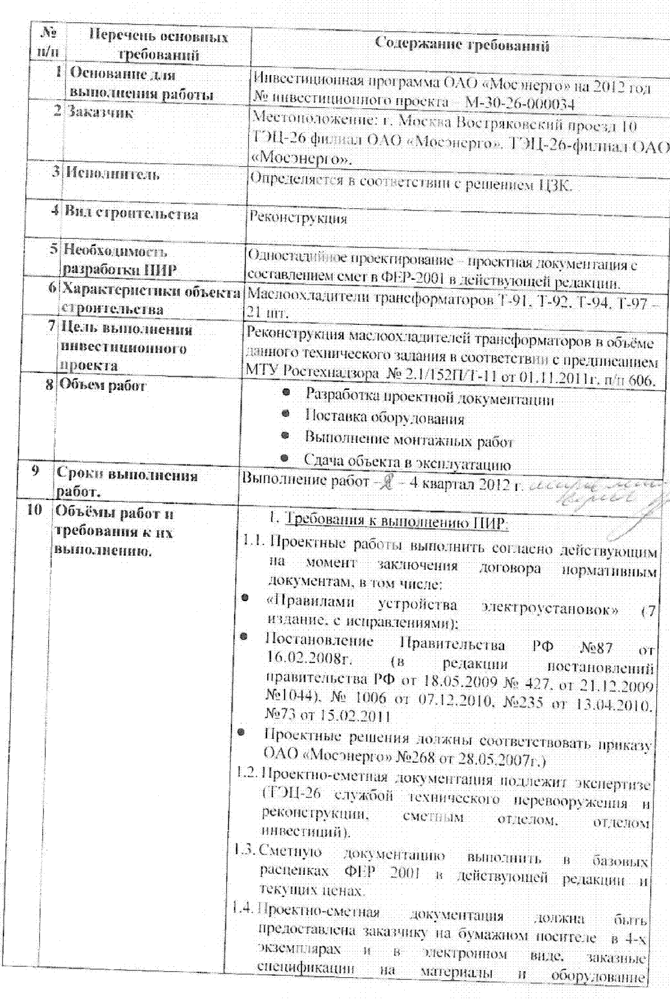 № Перечень основных Содержание требований
п/п требований
1 Основание для Инвестиционная программа ОАО «Мосэнерго» на 2012 год
выполнения работы № инвестиционного проекта М-30-26-000034
2 Заказчик Местоположение: г. Москва Востряковский проезд 10
ТЭЦ-26 филиал ОАО «Мосэнерго». ТЭЦ-26-филиал ОАО
«Мосэнерго».
3 Исполнитель Определяется в соответствии с решением ЦЗК.
4 Вид строительства Реконструкция
5 Необходимость Одностадийное проектирование – проектная документация с
разработки ПИР составлением смет в ФЕР-2001 в действующей редакции.
6 Характеристики объекта Маслоохладители трансформаторов Т-91, Т-92, Т-94, Т-97 –
строительства 21 шт.
7 Цель выполнения Реконструкция маслоохладителей трансформаторов в объёме
инвестиционного данного технического задания в соответствии с предписанием
проекта МТУ Ростехнадзора № 2.1/152П/Т-11 от 01.11.2011г. п/п 606.
8 Объем работ • Разработка проектной документации
• Поставка оборудования
• Выполнение монтажных работ
• Сдача объекта в эксплуатацию
9 Сроки выполнения Выполнение работ – – 4 квартал 2012 г.
работ.
10 Объёмы работ и 1. Требования к выполнению ПИР:
требования к их
выполнению.
1.1. Проектные работы выполнить согласно действующим
на момент заключения договора нормативным
документам, в том числе:
• «Правилами устройства электроустановок» (7
издание, с исправлениями);
• Постановление Правительства РФ №87 от
16.02.2008г. (в редакции постановлений
правительства РФ от 18.05.2009 № 427, от 21.12.2009
№1044), № 1006 от 07.12.2010, №235 от 13.04.2010,
№73 от 15.02.2011
• Проектные решения должны соответствовать приказу
ОАО «Мосэнерго» №268 от 28.05.2007г.)
1.2. Проектно-сметная документация подлежит экспертизе
(ТЭЦ-26 службой технического перевооружения и
реконструкции, сметным отделом, отделом
инвестиций).
1.3. Сметную документацию выполнить в базовых
расценках ФЕР 2001 в действующей редакции и
текущих ценах.
1.4. Проектно-сметная документация должна быть
предоставлена заказчику на бумажном носителе в 4-х
экземплярах и в электронном виде, заказные
спецификации на материалы и оборудование